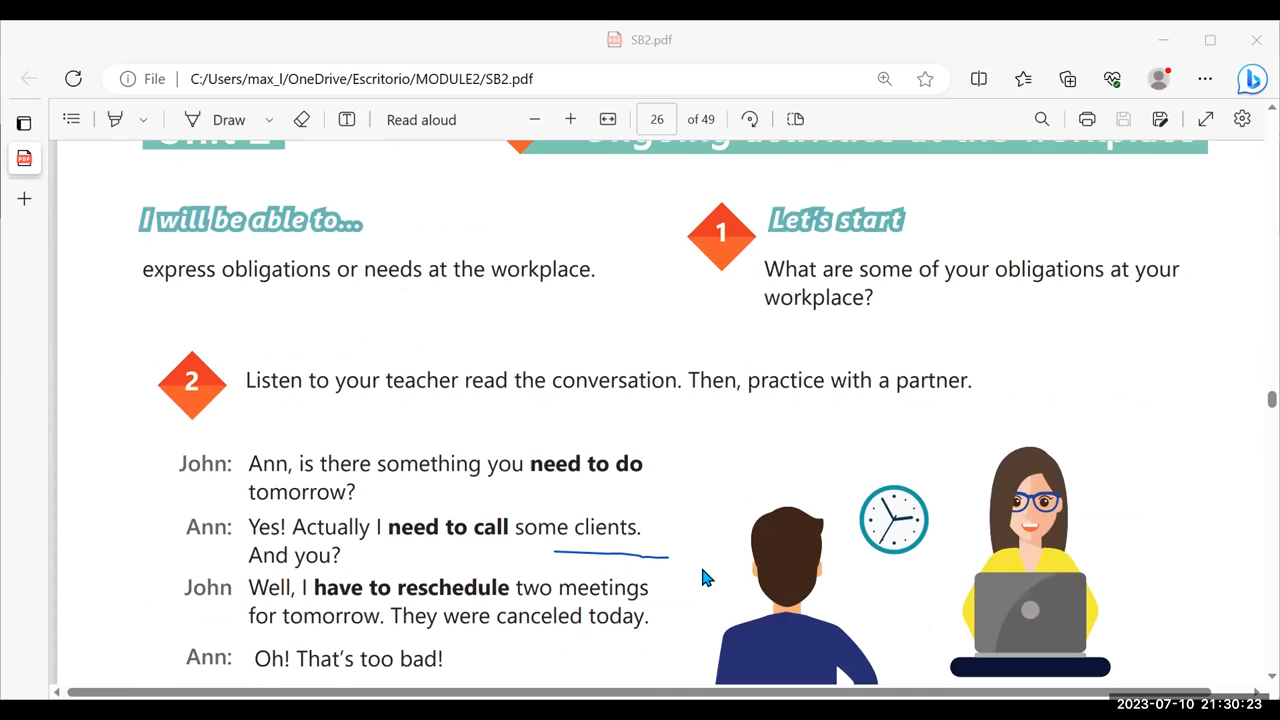 SB2.pdf
File C:/Users/max_l/OneDrive/Escritorio/MODULE2/SB2.pdf
Draw Read aloud 26 of 49
Ongoing activities at the workplace
I will be able to...
express obligations or needs at the workplace.
1 Let's start
What are some of your obligations at your
workplace?
2 Listen to your teacher read the conversation. Then, practice with a partner.
John: Ann, is there something you need to do
tomorrow?
Ann: Yes! Actually I need to call some clients.
And you?
John Well, I have to reschedule two meetings
for tomorrow. They were canceled today.
Ann: Oh! That's too bad!
2023-07-10 21:30:23